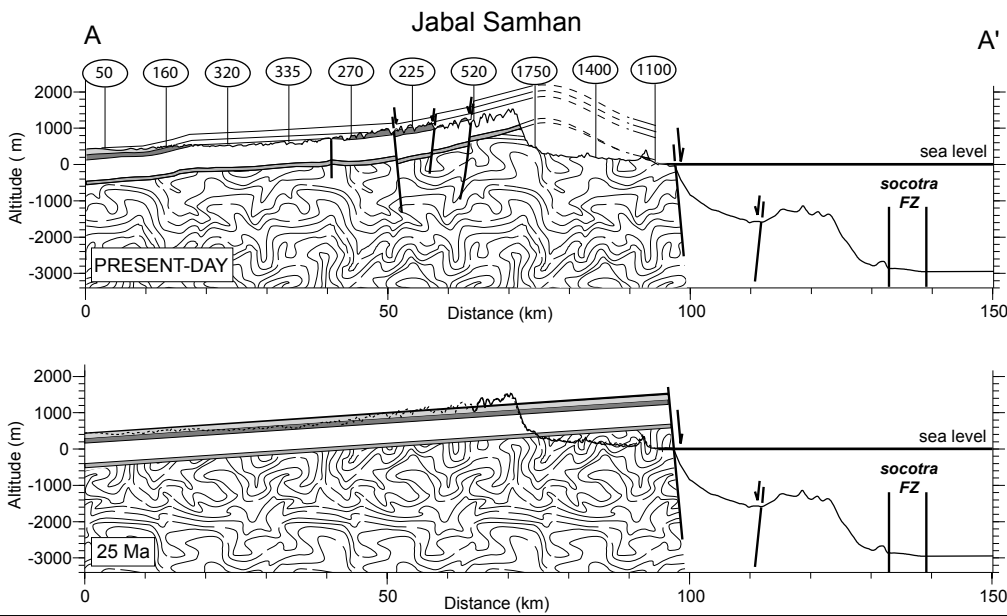 Jabal Samhan
A A'
50 160 320 335 270 225 520 1750 1400 1100
2000
1000
0
-1000
-2000
-3000
Altitude ( m)
sea level
socotra
FZ
PRESENT-DAY
0 50 100 150
Distance (km)
2000
1000
0
-1000
-2000
-3000
Altitude (m)
sea level
socotra
FZ
25 Ma
0 50 100 150
Distance (km)